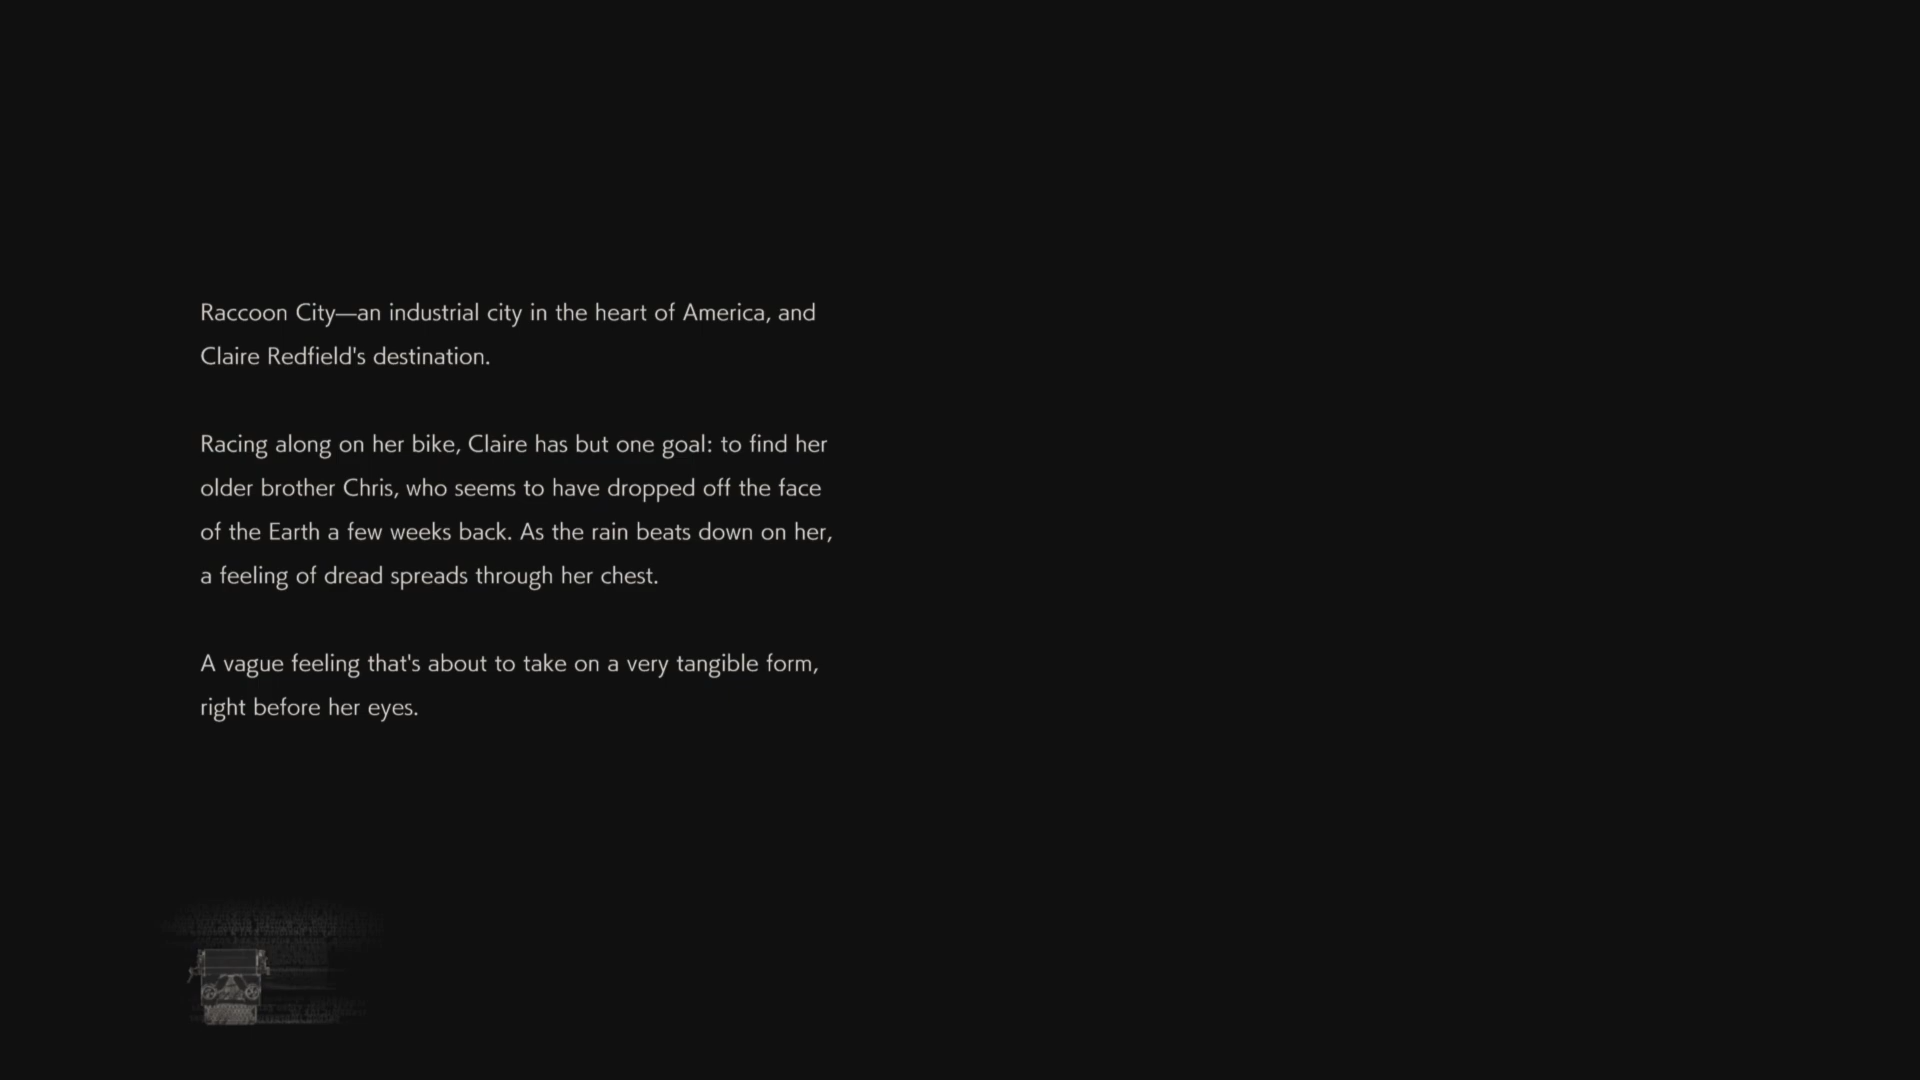 Raccoon City—an industrial city in the heart of America, and
Claire Redfield's destination.
Racing along on her bike, Claire has but one goal: to find her
older brother Chris, who seems to have dropped off the face
of the Earth a few weeks back. As the rain beats down on her,
a feeling of dread spreads through her chest.
A vague feeling that's about to take on a very tangible form,
right before her eyes.